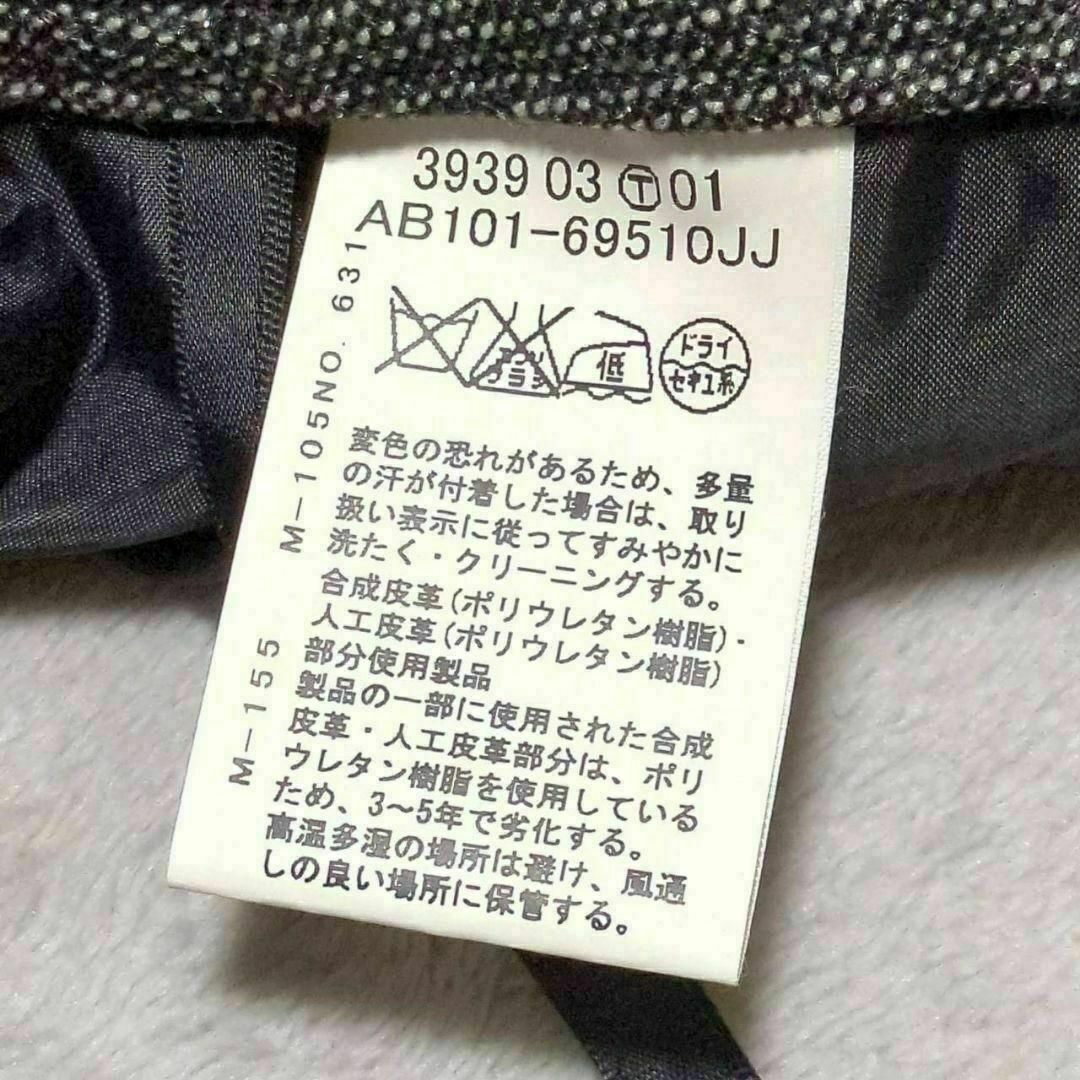 3939 03 Ⓣ 01
AB101-69510JJ
エンソ
サラシ
低
ドライ
セキユ系
変色の恐れがあるため、多量
の汗が付着した場合は、取り
扱い表示に従ってすみやかに
洗たく・クリーニングする。
合成皮革(ポリウレタン樹脂)・
人工皮革(ポリウレタン樹脂)
部分使用製品
製品の一部に使用された合成
皮革・人工皮革部分は、ポリ
ウレタン樹脂を使用している
ため、3〜5年で劣化する。
高温多湿の場所は避け、風通
しの良い場所に保管する。
M-155 M-105NO. 631